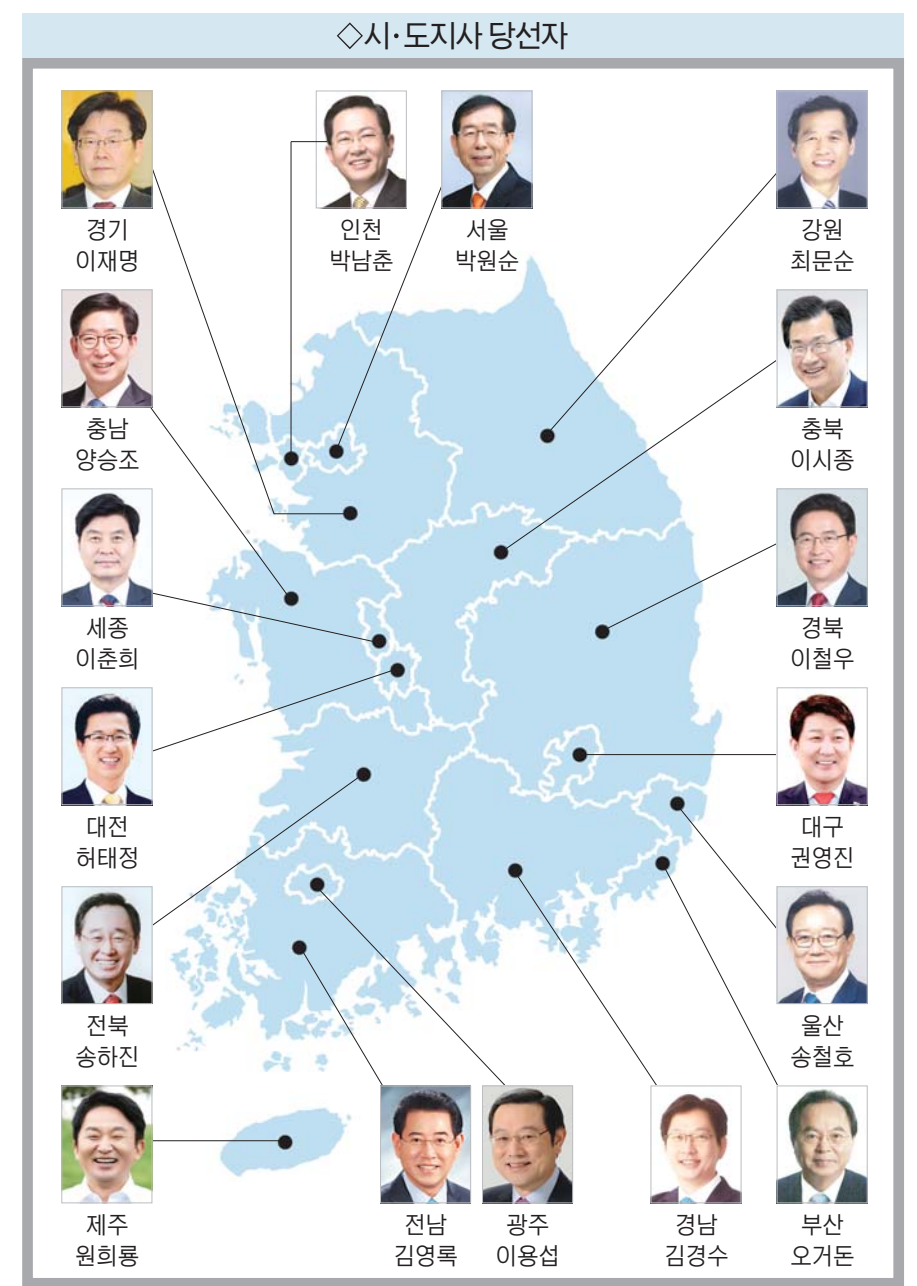 ◇시·도지사 당선자
경기
이재명
인천
박남춘
서울
박원순
강원
최문순
충남
양승조
충북
이시종
세종
이춘희
경북
이철우
대전
허태정
대구
권영진
전북
송하진
울산
송철호
제주
원희룡
전남
김영록
광주
이용섭
경남
김경수
부산
오거돈